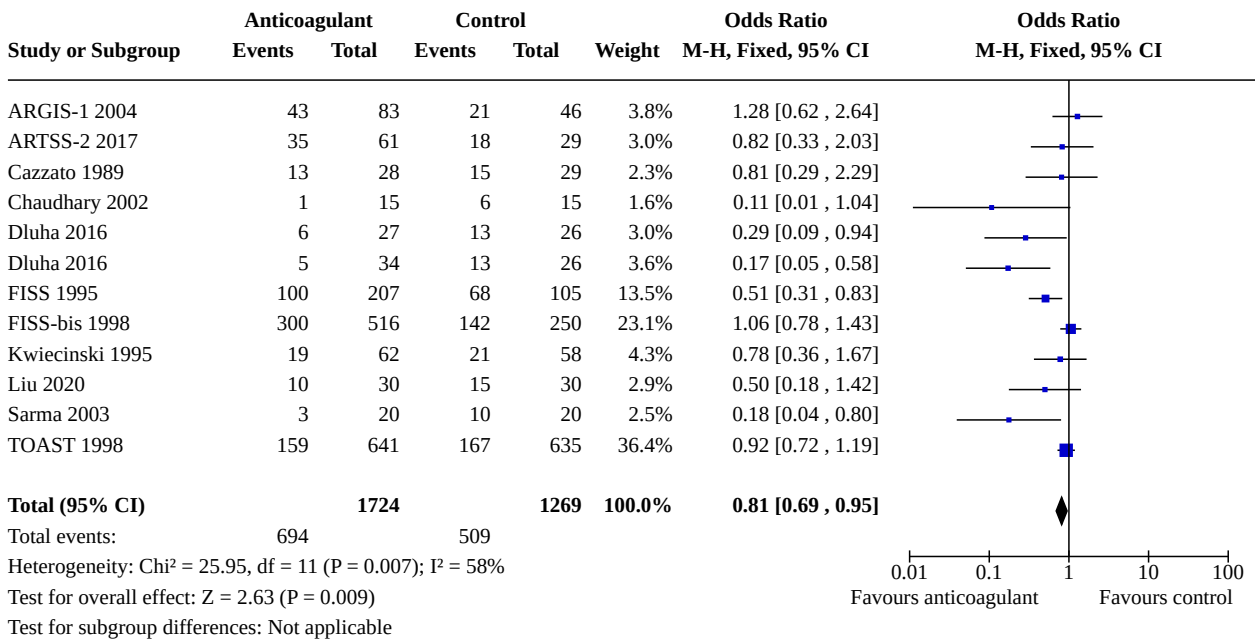 Anticoagulant Control Odds Ratio Odds Ratio
Study or Subgroup Events Total Events Total Weight M-H, Fixed, 95% CI M-H, Fixed, 95% CI
ARGIS-1 2004 43 83 21 46 3.8% 1.28 [0.62 , 2.64]
ARTSS-2 2017 35 61 18 29 3.0% 0.82 [0.33 , 2.03]
Cazzato 1989 13 28 15 29 2.3% 0.81 [0.29 , 2.29]
Chaudhary 2002 1 15 6 15 1.6% 0.11 [0.01 , 1.04]
Dluha 2016 6 27 13 26 3.0% 0.29 [0.09 , 0.94]
Dluha 2016 5 34 13 26 3.6% 0.17 [0.05 , 0.58]
FISS 1995 100 207 68 105 13.5% 0.51 [0.31 , 0.83]
FISS-bis 1998 300 516 142 250 23.1% 1.06 [0.78 , 1.43]
Kwiecinski 1995 19 62 21 58 4.3% 0.78 [0.36 , 1.67]
Liu 2020 10 30 15 30 2.9% 0.50 [0.18 , 1.42]
Sarma 2003 3 20 10 20 2.5% 0.18 [0.04 , 0.80]
TOAST 1998 159 641 167 635 36.4% 0.92 [0.72 , 1.19]
Total (95% CI) 1724 1269 100.0% 0.81 [0.69 , 0.95]
Total events: 694 509
Heterogeneity: Chi² = 25.95, df = 11 (P = 0.007); I² = 58%
0.01 0.1 1 10 100
Test for overall effect: Z = 2.63 (P = 0.009)
Favours anticoagulant Favours control
Test for subgroup differences: Not applicable